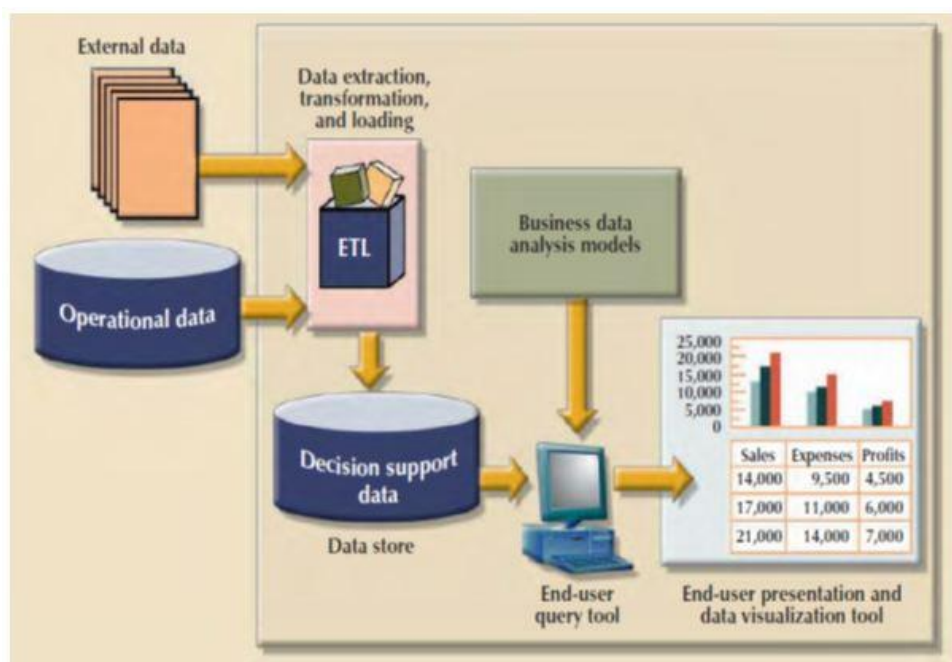 External data
Data extraction,
transformation,
and loading
ETL
Operational data
Business data
analysis models
Decision support
data
Data store
End-user
query tool
25,000
20,000
15,000
10,000
5,000
0
Sales Expenses Profits
14,000 9,500 4,500
17,000 11,000 6,000
21,000 14,000 7,000
End-user presentation and
data visualization tool